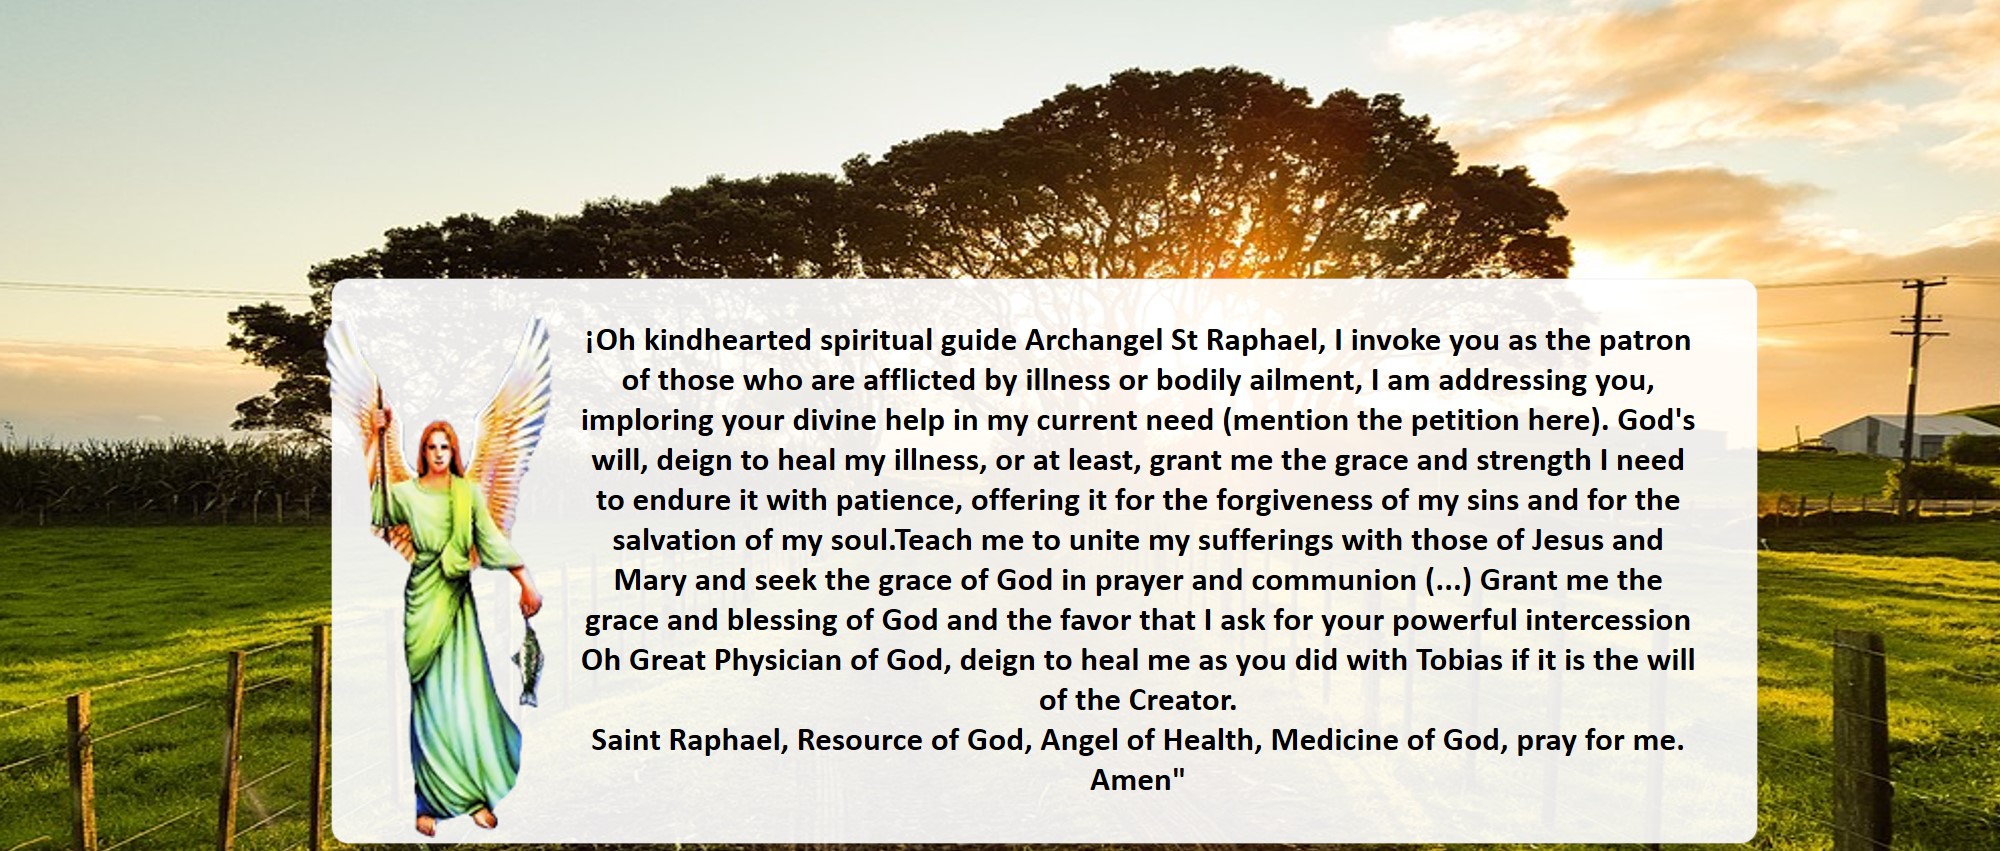 ¡Oh kindhearted spiritual guide Archangel St Raphael, I invoke you as the patron
of those who are afflicted by illness or bodily ailment, I am addressing you,
imploring your divine help in my current need (mention the petition here). God's
will, deign to heal my illness, or at least, grant me the grace and strength I need
to endure it with patience, offering it for the forgiveness of my sins and for the
salvation of my soul.Teach me to unite my sufferings with those of Jesus and
Mary and seek the grace of God in prayer and communion (...) Grant me the
grace and blessing of God and the favor that I ask for your powerful intercession
Oh Great Physician of God, deign to heal me as you did with Tobias if it is the will
of the Creator.
Saint Raphael, Resource of God, Angel of Health, Medicine of God, pray for me.
Amen"